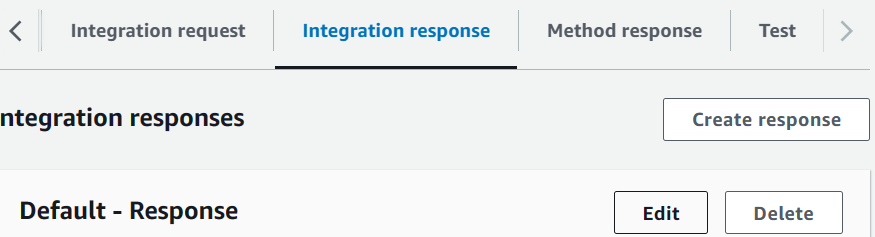 Integration request Integration response Method response Test
ntegration responses Create response
Default - Response Edit Delete